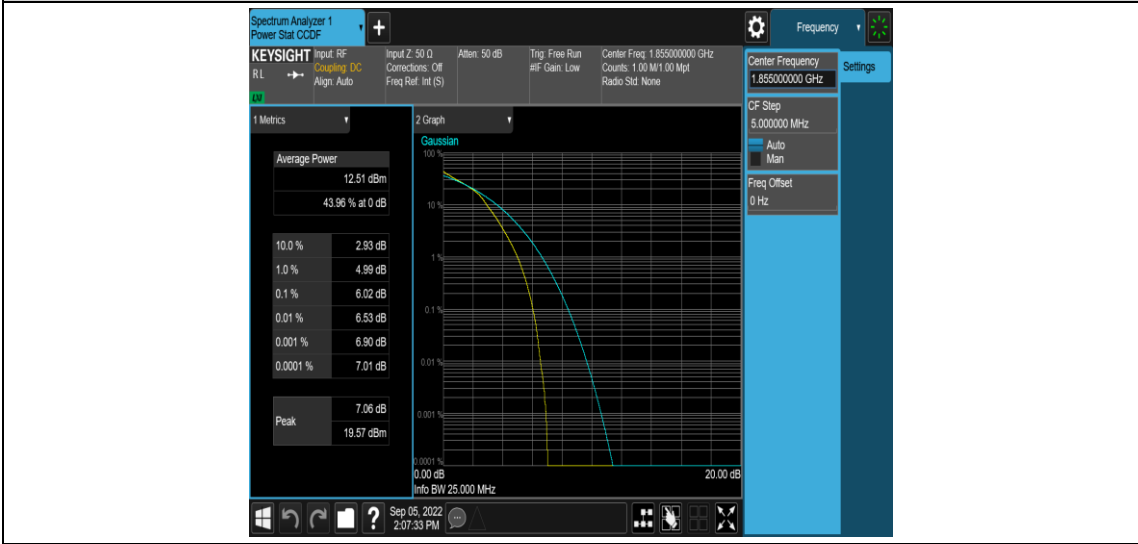 Spectrum Analyzer 1
Power Stat CCDF
+
Frequency
KEYSIGHT
RL
LXI
Input: RF
Coupling: DC
Align: Auto
Input Z: 50 Ω
Corrections: Off
Freq Ref: Int (S)
Atten: 50 dB
Trig: Free Run
#IF Gain: Low
Center Freq: 1.855000000 GHz
Counts: 1.00 M/1.00 Mpt
Radio Std: None
Center Frequency
1.855000000 GHz
Settings
CF Step
5.000000 MHz
Auto
Man
Freq Offset
0 Hz
1 Metrics
Average Power
12.51 dBm
43.96 % at 0 dB
10.0 % 2.93 dB
1.0 % 4.99 dB
0.1 % 6.02 dB
0.01 % 6.53 dB
0.001 % 6.90 dB
0.0001 % 7.01 dB
Peak
7.06 dB
19.57 dBm
2 Graph
Gaussian
100 %
10 %
1 %
0.1 %
0.01 %
0.001 %
0.0001 %
0.00 dB 20.00 dB
Info BW 25.000 MHz
?
Sep 05, 2022
2:07:33 PM